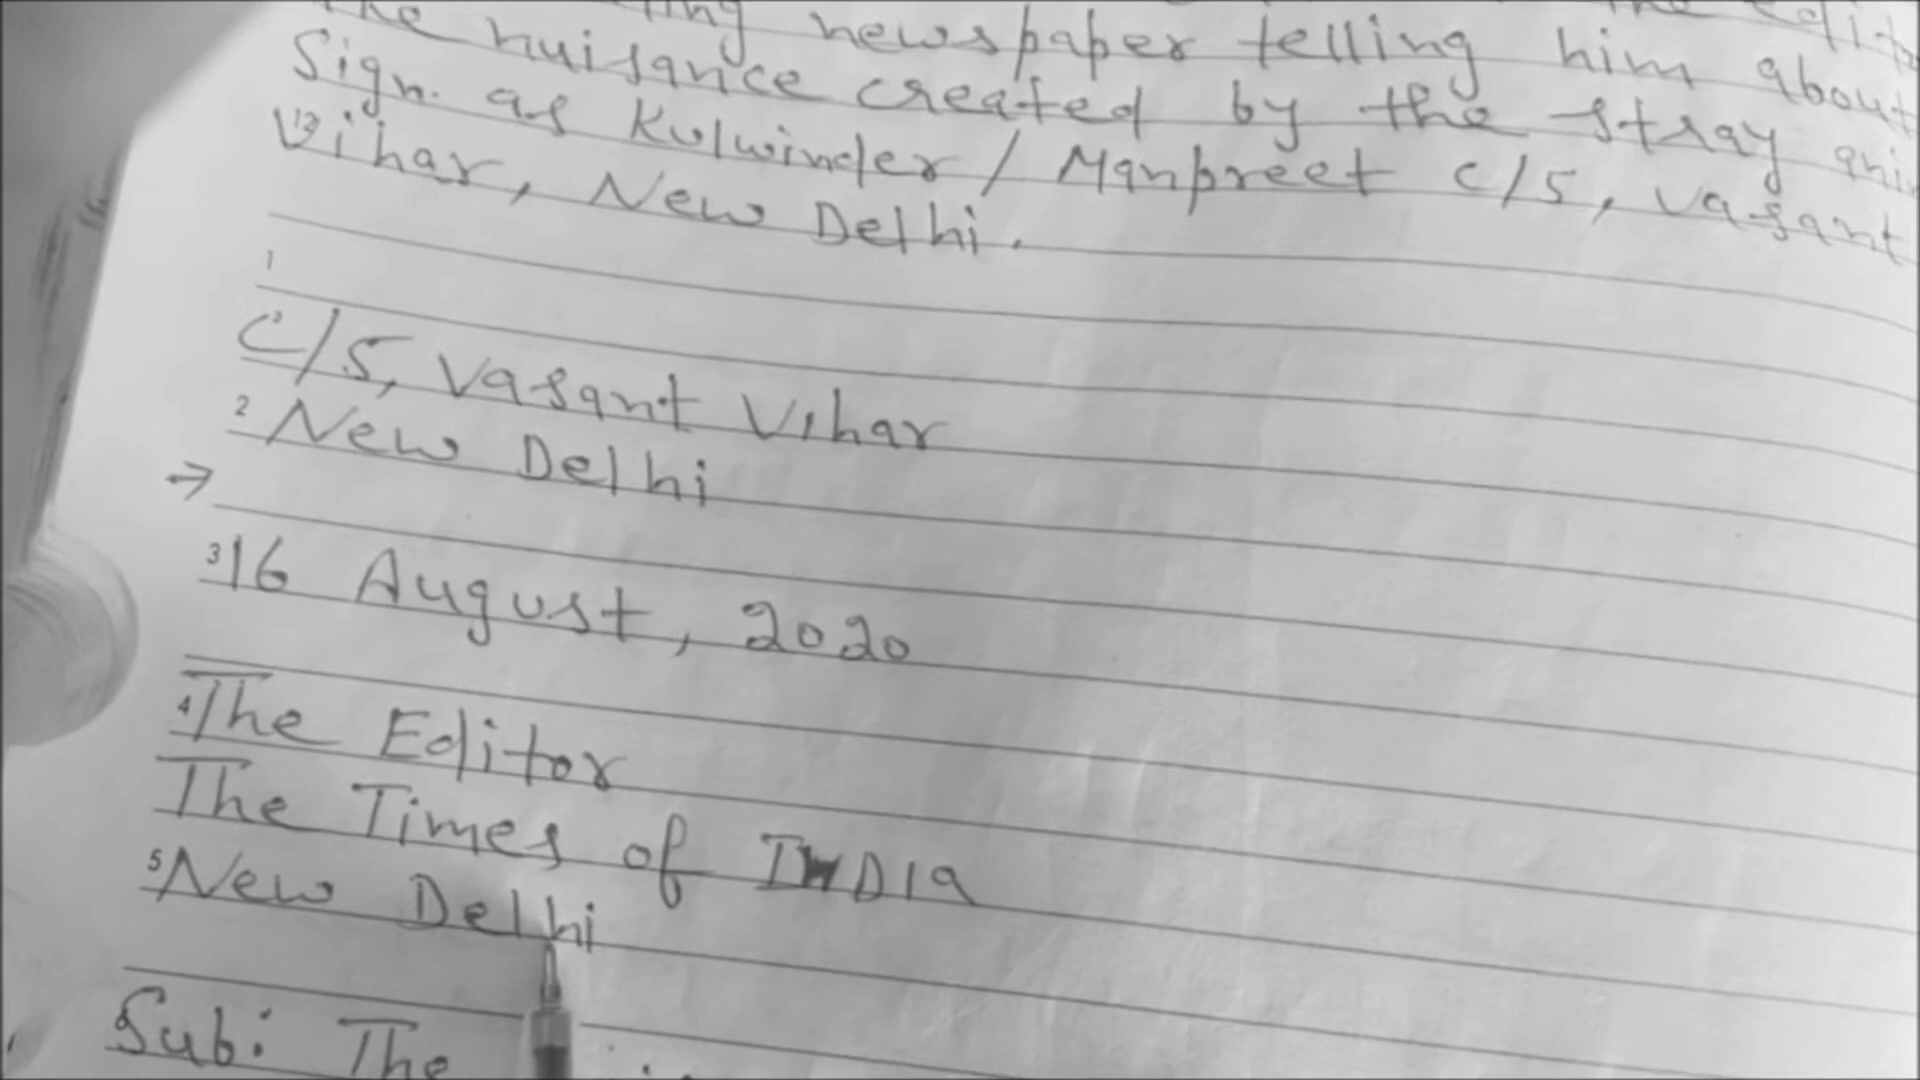 newspaper telling him about
the nuisance created by the stray
Sign. as Kulwinder / Manpreet C/5, Vasant
Vihar, New Delhi.
1
C/5, Vasant Vihar
2 New Delhi
→
3 16 August, 2020
4 The Editor
The Times of INDIA
5 New Delhi
Sub: The